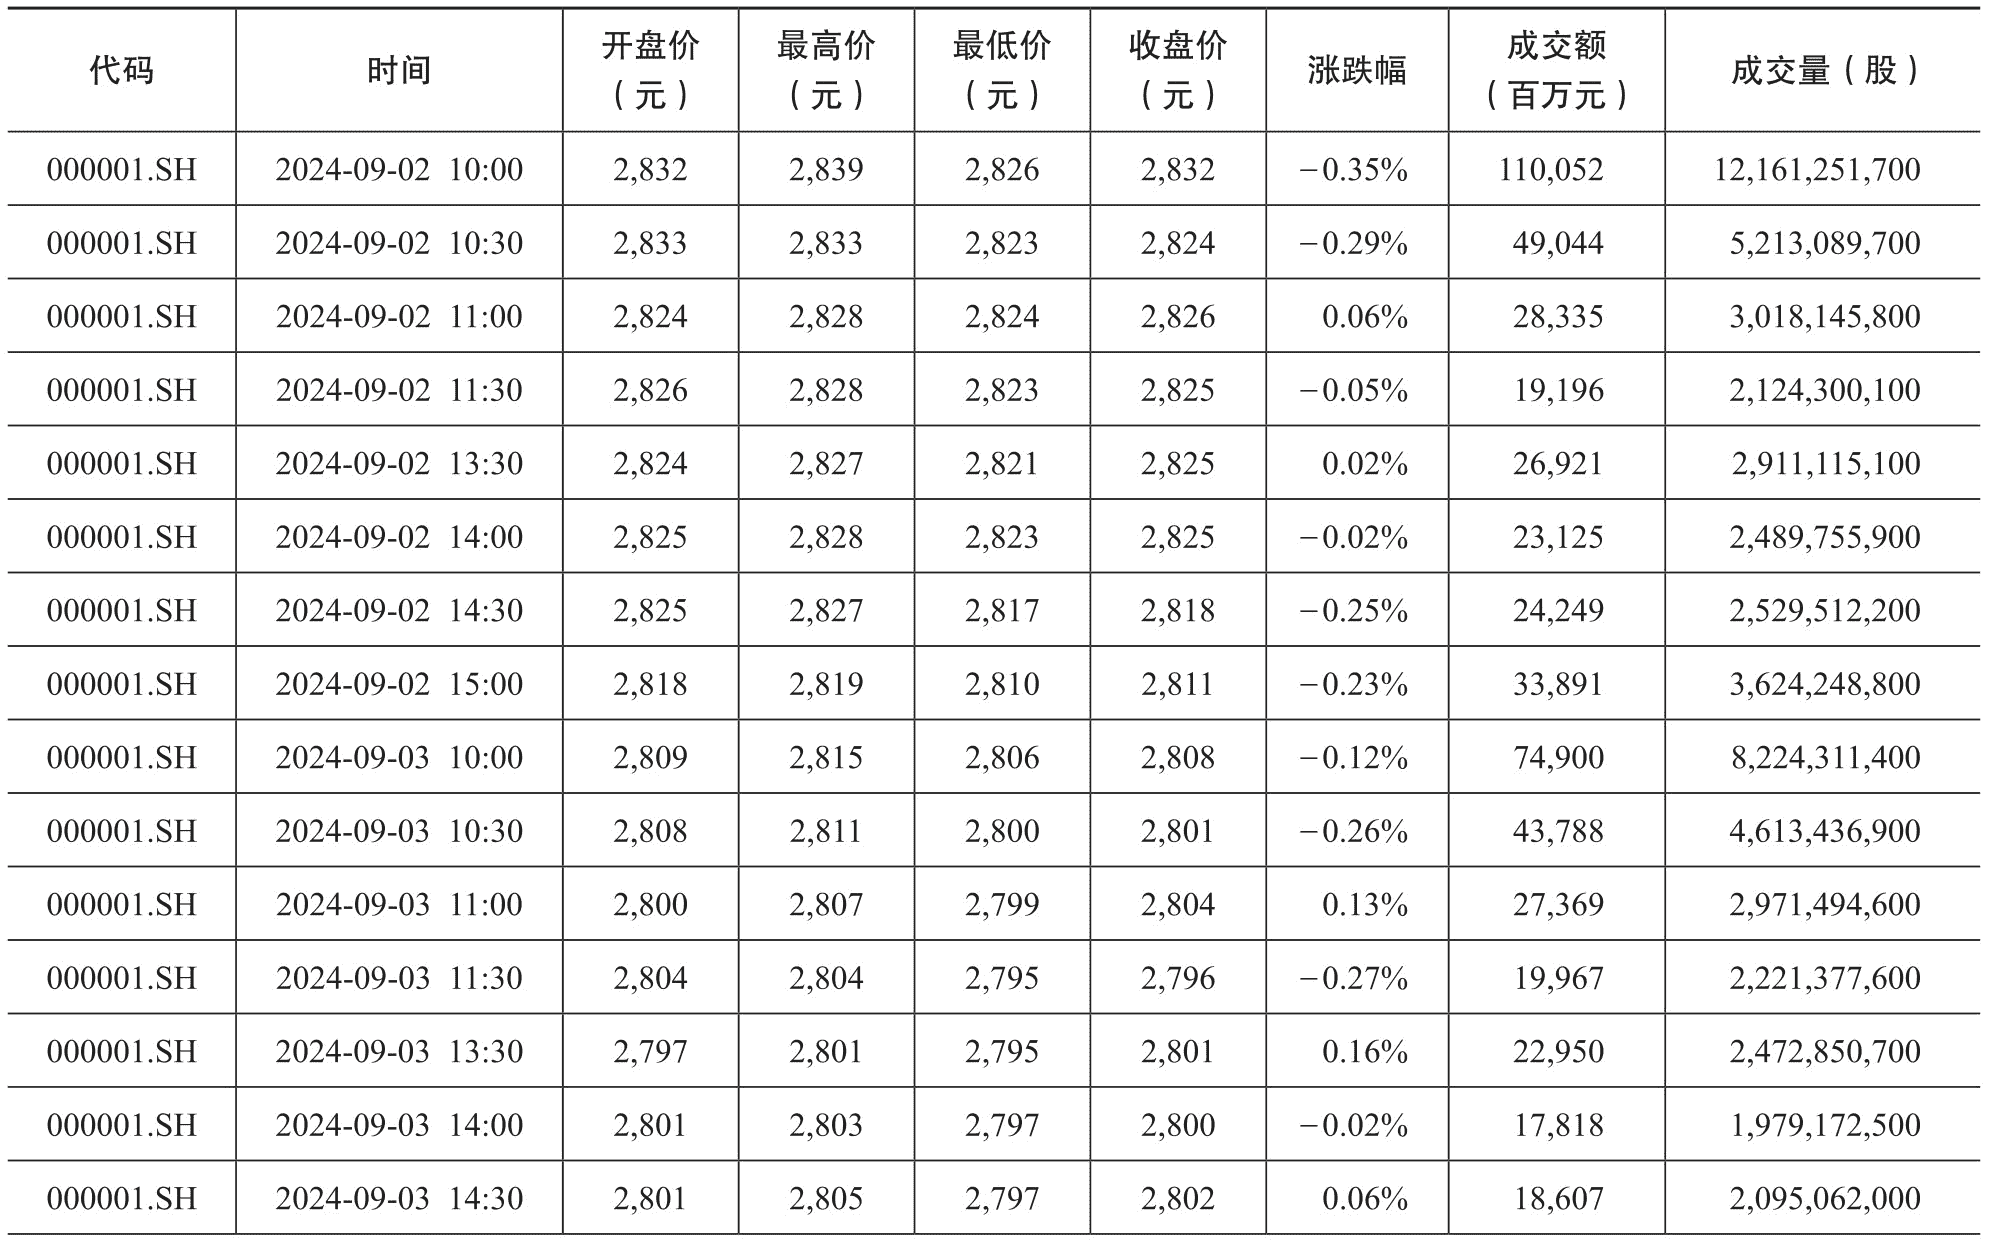 代码 时间 开盘价（元） 最高价（元） 最低价（元） 收盘价（元） 涨跌幅 成交额（百万元） 成交量（股）
000001.SH 2024-09-02 10:00 2,832 2,839 2,826 2,832 −0.35% 110,052 12,161,251,700
000001.SH 2024-09-02 10:30 2,833 2,833 2,823 2,824 −0.29% 49,044 5,213,089,700
000001.SH 2024-09-02 11:00 2,824 2,828 2,824 2,826 0.06% 28,335 3,018,145,800
000001.SH 2024-09-02 11:30 2,826 2,828 2,823 2,825 −0.05% 19,196 2,124,300,100
000001.SH 2024-09-02 13:30 2,824 2,827 2,821 2,825 0.02% 26,921 2,911,115,100
000001.SH 2024-09-02 14:00 2,825 2,828 2,823 2,825 −0.02% 23,125 2,489,755,900
000001.SH 2024-09-02 14:30 2,825 2,827 2,817 2,818 −0.25% 24,249 2,529,512,200
000001.SH 2024-09-02 15:00 2,818 2,819 2,810 2,811 −0.23% 33,891 3,624,248,800
000001.SH 2024-09-03 10:00 2,809 2,815 2,806 2,808 −0.12% 74,900 8,224,311,400
000001.SH 2024-09-03 10:30 2,808 2,811 2,800 2,801 −0.26% 43,788 4,613,436,900
000001.SH 2024-09-03 11:00 2,800 2,807 2,799 2,804 0.13% 27,369 2,971,494,600
000001.SH 2024-09-03 11:30 2,804 2,804 2,795 2,796 −0.27% 19,967 2,221,377,600
000001.SH 2024-09-03 13:30 2,797 2,801 2,795 2,801 0.16% 22,950 2,472,850,700
000001.SH 2024-09-03 14:00 2,801 2,803 2,797 2,800 −0.02% 17,818 1,979,172,500
000001.SH 2024-09-03 14:30 2,801 2,805 2,797 2,802 0.06% 18,607 2,095,062,000